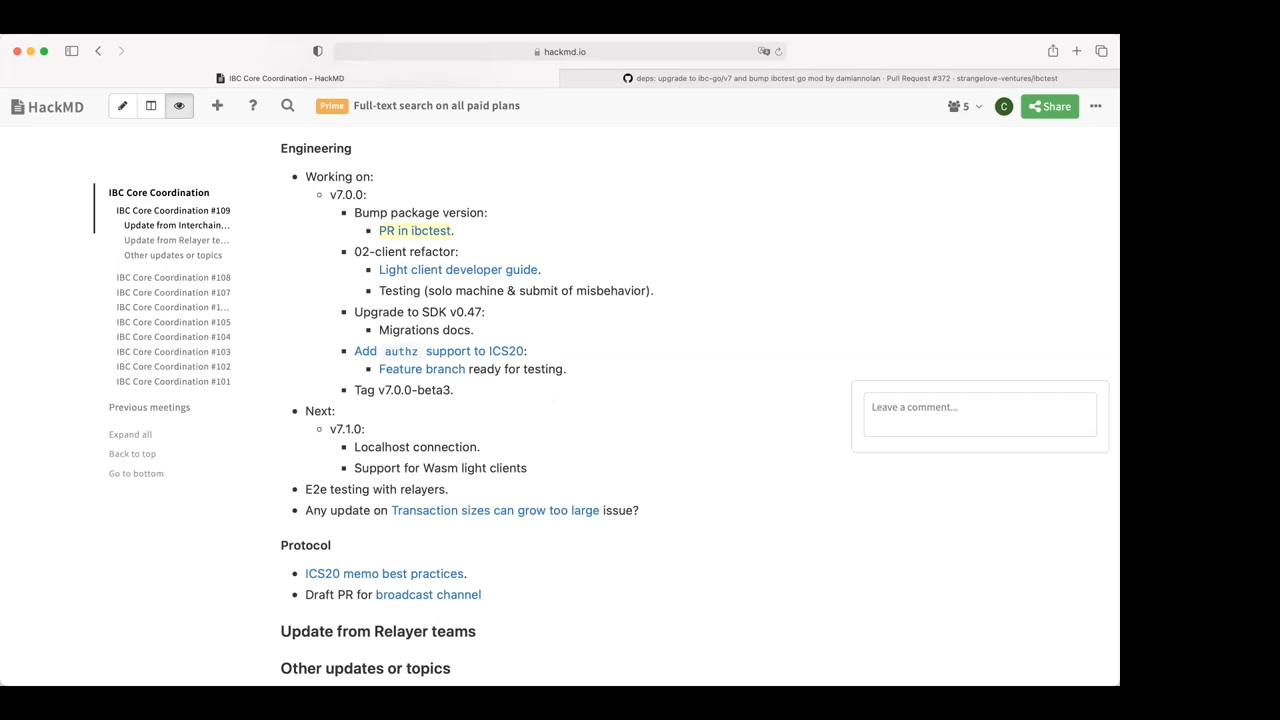 hackmd.io
IBC Core Coordination - HackMD
deps: upgrade to ibc-go/v7 and bump ibctest go mod by damiannolan · Pull Request #372 · strangelove-ventures/ibctest
HackMD
Prime
Full-text search on all paid plans
5
C
Share
IBC Core Coordination
IBC Core Coordination #109
Update from Interchain...
Update from Relayer te...
Other updates or topics
IBC Core Coordination #108
IBC Core Coordination #107
IBC Core Coordination #1...
IBC Core Coordination #105
IBC Core Coordination #104
IBC Core Coordination #103
IBC Core Coordination #102
IBC Core Coordination #101
Previous meetings
Expand all
Back to top
Go to bottom
Engineering
Working on:
v7.0.0:
Bump package version:
PR in ibctest.
02-client refactor:
Light client developer guide.
Testing (solo machine & submit of misbehavior).
Upgrade to SDK v0.47:
Migrations docs.
Add authz support to ICS20:
Feature branch ready for testing.
Tag v7.0.0-beta3.
Next:
v7.1.0:
Localhost connection.
Support for Wasm light clients
E2e testing with relayers.
Any update on Transaction sizes can grow too large issue?
Protocol
ICS20 memo best practices.
Draft PR for broadcast channel
Update from Relayer teams
Other updates or topics
Leave a comment...